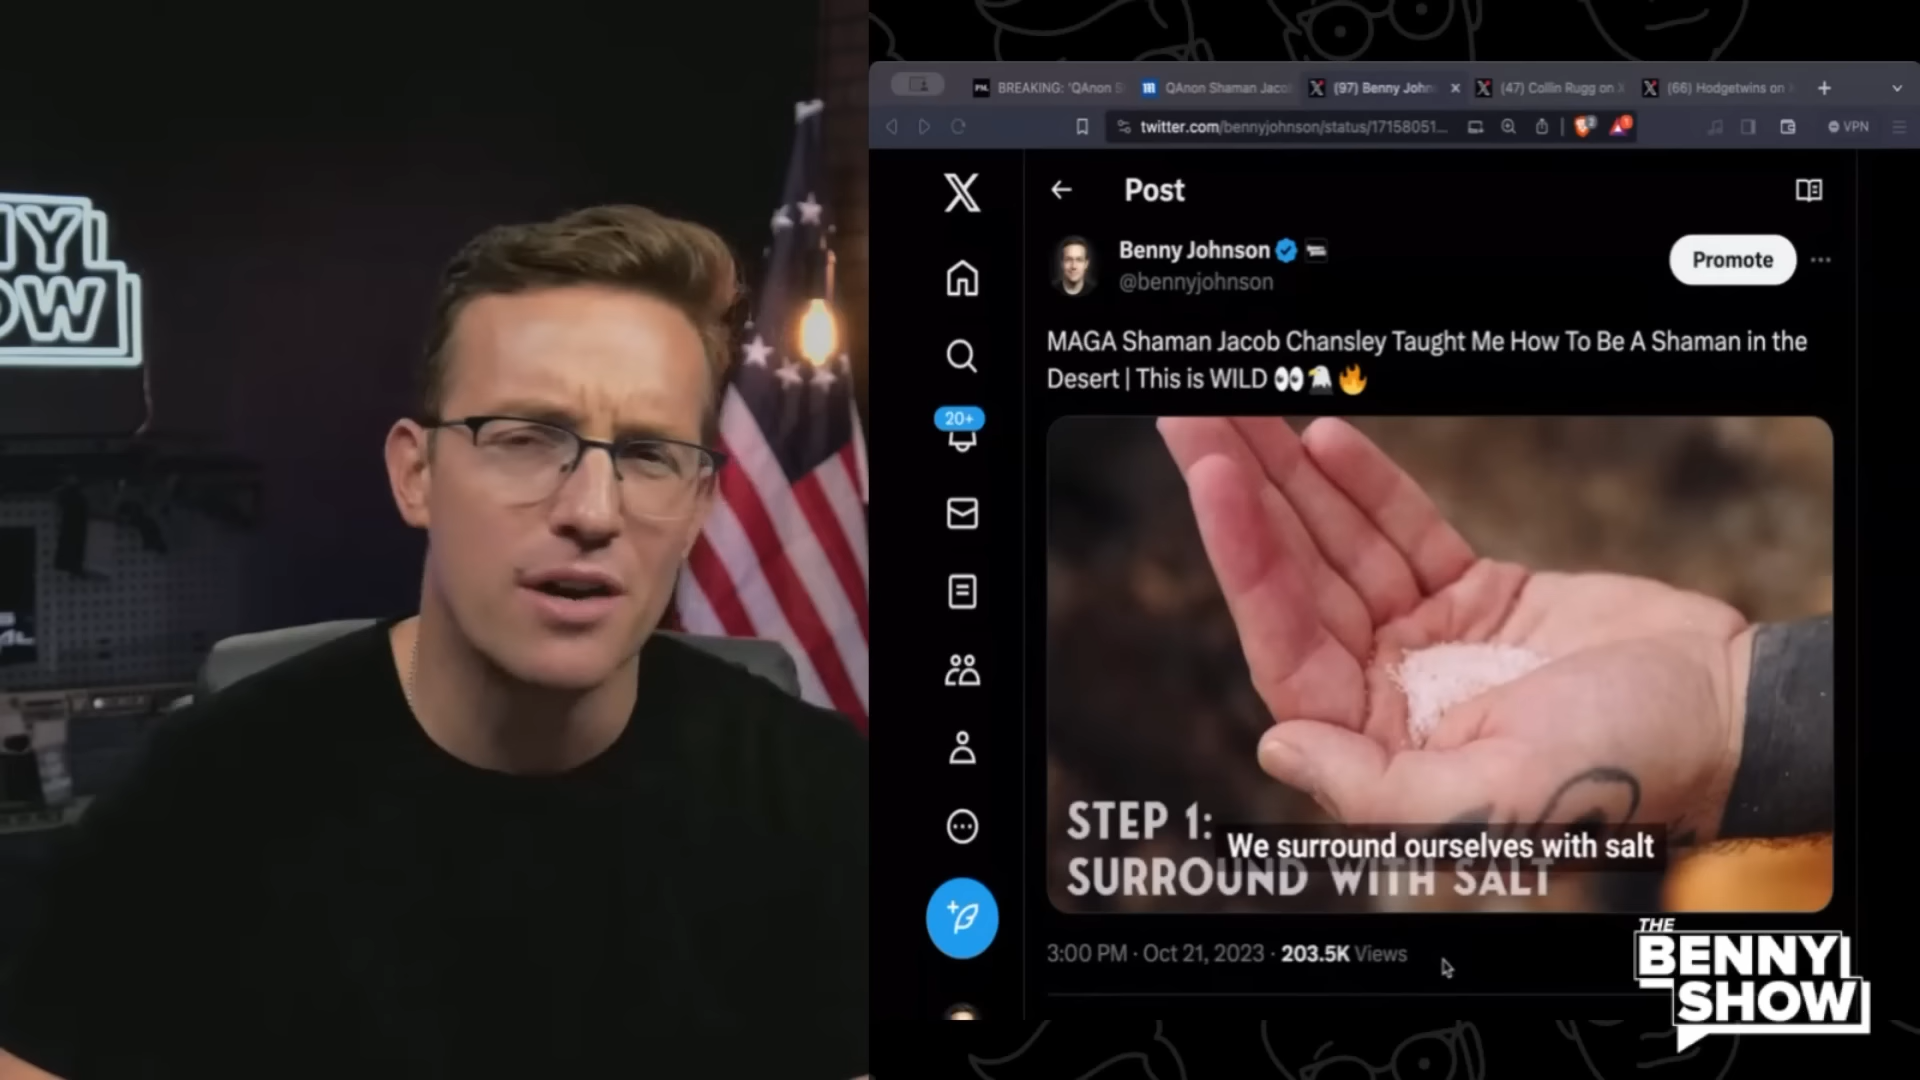 NY
OW
BREAKING: 'QAnon S
QAnon Shaman Jaco
(97) Benny John
(47) Collin Rugg on X
(66) Hodgetwins on
twitter.com/bennyjohnson/status/17158051...
VPN
X
Post
Benny Johnson
@bennyjohnson
Promote
MAGA Shaman Jacob Chansley Taught Me How To Be A Shaman in the
Desert | This is WILD 👀🦅🔥
20+
STEP 1:
We surround ourselves with salt
SURROUND WITH SALT
3:00 PM · Oct 21, 2023 · 203.5K Views
THE
BENNY
SHOW